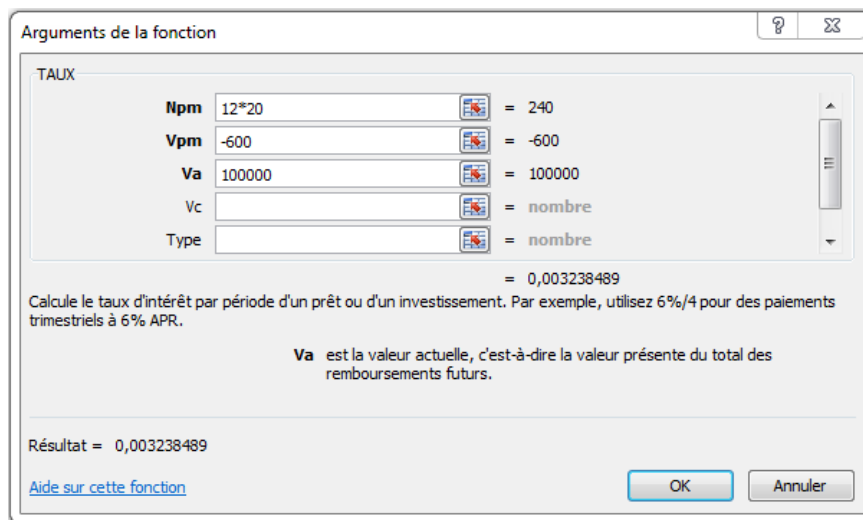 Arguments de la fonction
TAUX
Npm 12*20 = 240
Vpm -600 = -600
Va 100000 = 100000
Vc = nombre
Type = nombre
= 0,003238489
Calcule le taux d'intérêt par période d'un prêt ou d'un investissement. Par exemple, utilisez 6%/4 pour des paiements
trimestriels à 6% APR.
Va est la valeur actuelle, c'est-à-dire la valeur présente du total des
remboursements futurs.
Résultat = 0,003238489
Aide sur cette fonction OK Annuler